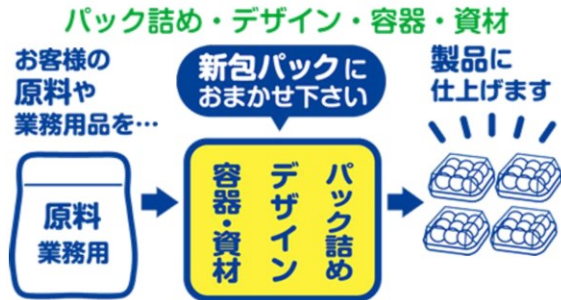 パック詰め・デザイン・容器・資材
お客様の
原料や
業務用品を…
新包パックに
おまかせ下さい
製品に
仕上げます
原料
業務用
パック詰め
デザイン
容器・資材